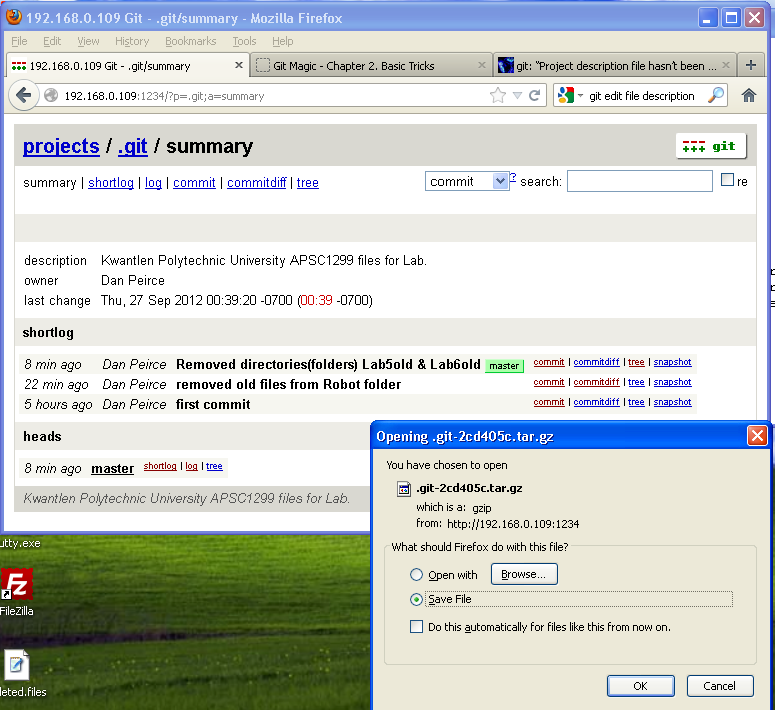 192.168.0.109 Git - .git/summary - Mozilla Firefox
File Edit View History Bookmarks Tools Help
192.168.0.109 Git - .git/summary × Git Magic - Chapter 2. Basic Tricks × git: "Project description file hasn't been ... × +
192.168.0.109:1234/?p=.git;a=summary git edit file description
projects / .git / summary git
summary | shortlog | log | commit | commitdiff | tree commit ? search: re
description Kwantlen Polytechnic University APSC1299 files for Lab.
owner Dan Peirce
last change Thu, 27 Sep 2012 00:39:20 -0700 (00:39 -0700)
shortlog
8 min ago Dan Peirce Removed directories(folders) Lab5old & Lab6old master commit | commitdiff | tree | snapshot
22 min ago Dan Peirce removed old files from Robot folder commit | commitdiff | tree | snapshot
5 hours ago Dan Peirce first commit commit | commitdiff | tree | snapshot
heads
8 min ago master shortlog | log | tree
Kwantlen Polytechnic University APSC1299 files for Lab.
Opening .git-2cd405c.tar.gz
You have chosen to open
.git-2cd405c.tar.gz
which is a: gzip
from: http://192.168.0.109:1234
What should Firefox do with this file?
Open with Browse...
Save File
Do this automatically for files like this from now on.
OK Cancel
utty.exe
FileZilla
leted.files